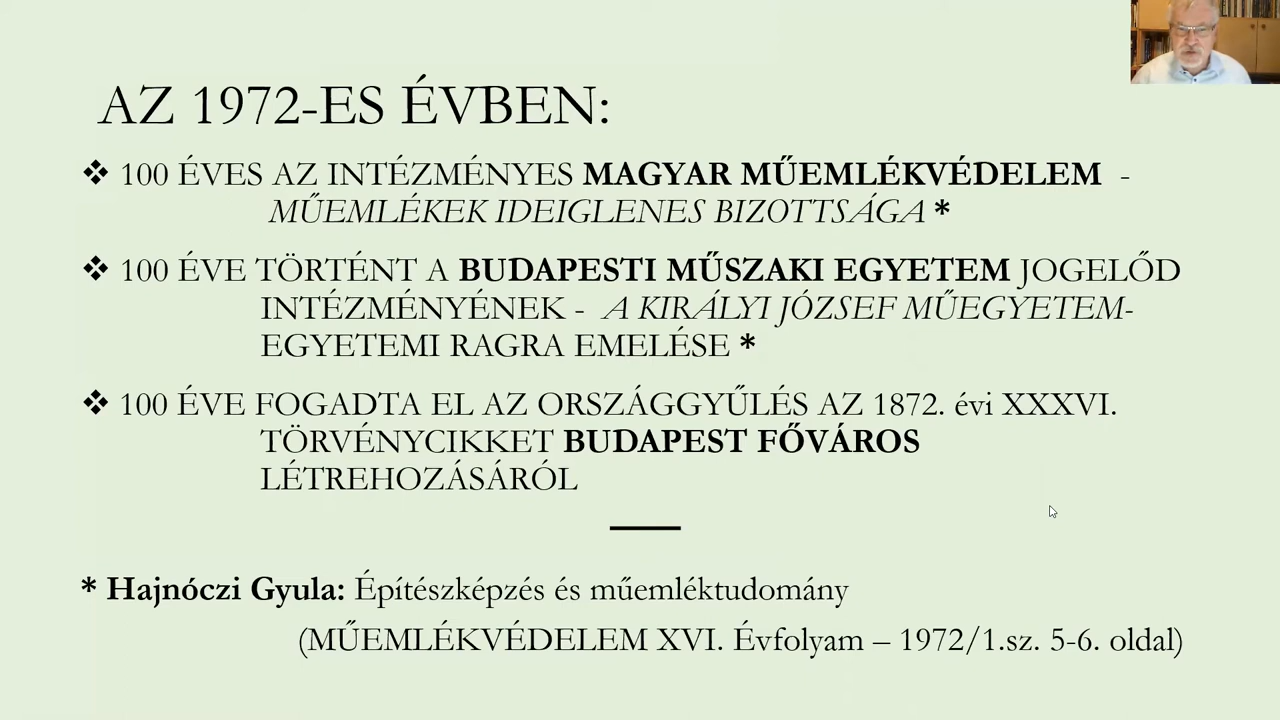 AZ 1972-ES ÉVBEN:
❖ 100 ÉVES AZ INTÉZMÉNYES MAGYAR MŰEMLÉKVÉDELEM -
MŰEMLÉKEK IDEIGLENES BIZOTTSÁGA *
❖ 100 ÉVE TÖRTÉNT A BUDAPESTI MŰSZAKI EGYETEM JOGELŐD
INTÉZMÉNYÉNEK - A KIRÁLYI JÓZSEF MŰEGYETEM-
EGYETEMI RAGRA EMELÉSE *
❖ 100 ÉVE FOGADTA EL AZ ORSZÁGGYŰLÉS AZ 1872. évi XXXVI.
TÖRVÉNYCIKKET BUDAPEST FŐVÁROS
LÉTREHOZÁSÁRÓL
* Hajnóczi Gyula: Építészképzés és műemléktudomány
(MŰEMLÉKVÉDELEM XVI. Évfolyam – 1972/1.sz. 5-6. oldal)